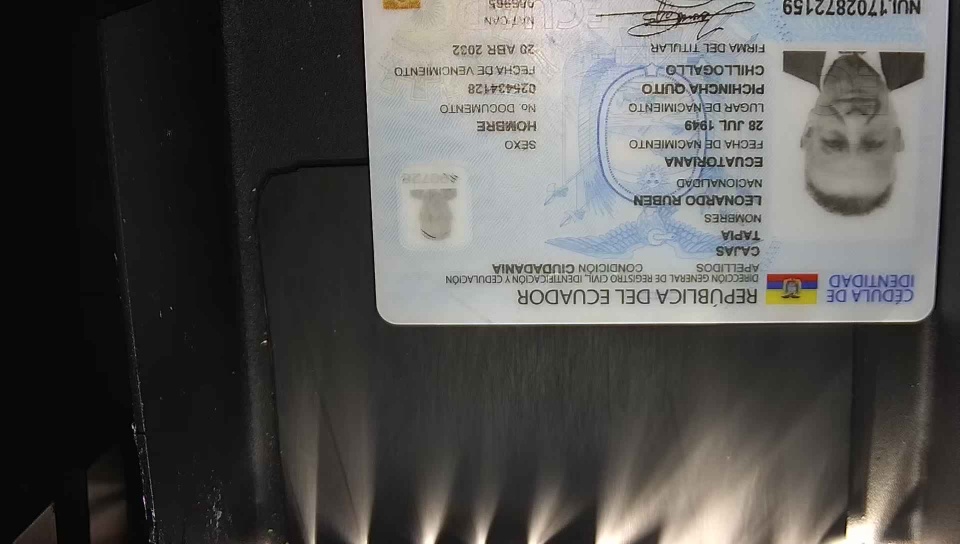 CÉDULA DE IDENTIDAD
REPÚBLICA DEL ECUADOR
DIRECCIÓN GENERAL DE REGISTRO CIVIL, IDENTIFICACIÓN Y CEDULACIÓN
APELLIDOS
CAJAS
TAPIA
CONDICIÓN CIUDADANIA
NOMBRES
LEONARDO RUBEN
NACIONALIDAD
ECUATORIANA
FECHA DE NACIMIENTO
28 JUL 1949
LUGAR DE NACIMIENTO
PICHINCHA QUITO
CHILLOGALLO
FIRMA DEL TITULAR
SEXO
HOMBRE
No DOCUMENTO
025434128
FECHA DE VENCIMIENTO
20 ABR 2032
NAT/CAN
NUI.1702872159